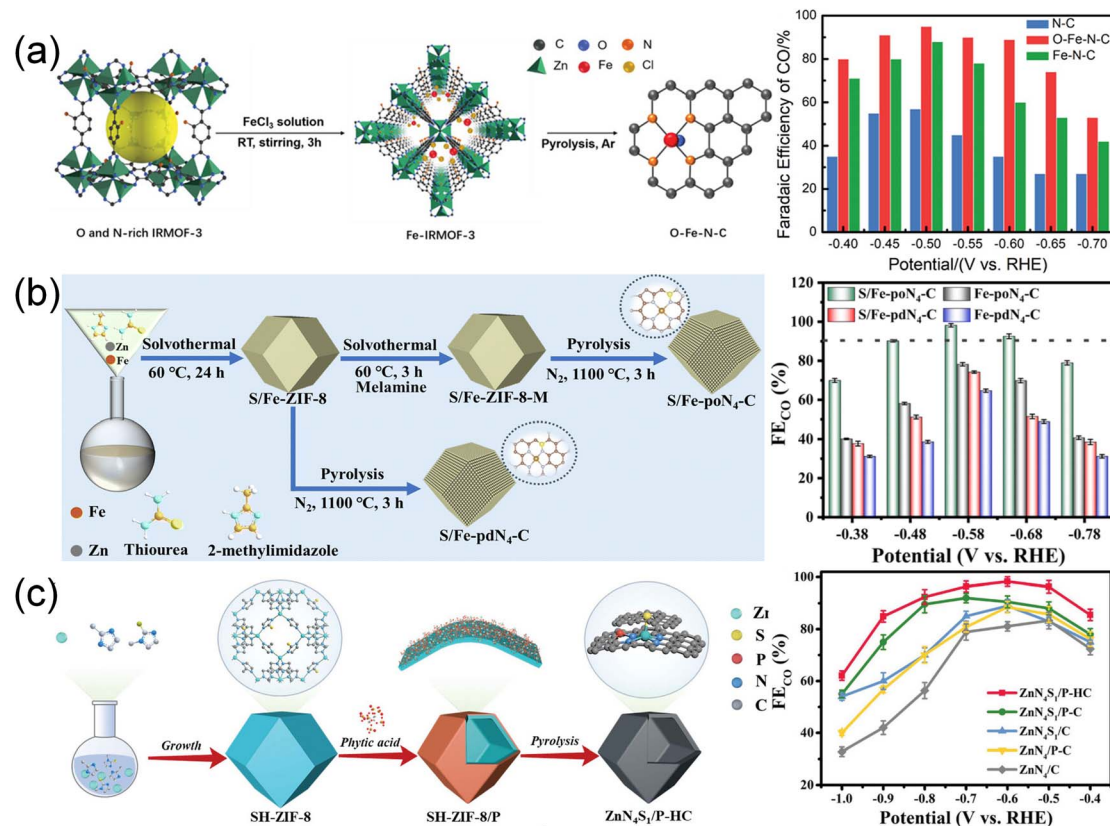 (a)
C O N
Zn Fe Cl
FeCl3 solution
RT, stirring, 3h
Pyrolysis, Ar
O and N-rich IRMOF-3
Fe-IRMOF-3
O-Fe-N-C
Faradaic Efficiency of CO/%
100
80
60
40
20
0
N-C
O-Fe-N-C
Fe-N-C
-0.40 -0.45 -0.50 -0.55 -0.60 -0.65 -0.70
Potential/(V vs. RHE)
(b)
Zn
Fe
Solvothermal
60 °C, 24 h
S/Fe-ZIF-8
Solvothermal
60 °C, 3 h
Melamine
S/Fe-ZIF-8-M
Pyrolysis
N2, 1100 °C, 3 h
S/Fe-poN4-C
Pyrolysis
N2, 1100 °C, 3 h
S/Fe-pdN4-C
Fe
Zn
Thiourea
2-methylimidazole
FECO (%)
120
100
80
60
40
20
0
S/Fe-poN4-C Fe-poN4-C
S/Fe-pdN4-C Fe-pdN4-C
-0.38 -0.48 -0.58 -0.68 -0.78
Potential (V vs. RHE)
(c)
Growth
SH-ZIF-8
Phytic acid
SH-ZIF-8/P
Pyrolysis
ZnN4S1/P-HC
S
P
N
C
FECO (%)
100
80
60
40
20
ZnN4S1/P-HC
ZnN4S1/P-C
ZnN4S1/C
ZnN4/P-C
ZnN4/C
-1.0 -0.9 -0.8 -0.7 -0.6 -0.5 -0.4
Potential (V vs. RHE)